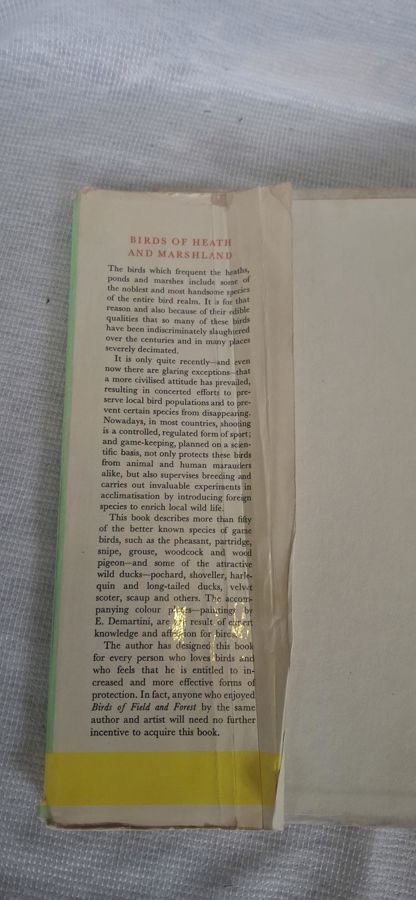 BIRDS OF HEATH
AND MARSHLAND
The birds which frequent the heaths,
ponds and marshes include some of
the noblest and most handsome species
of the entire bird realm. It is for that
reason and also because of their edible
qualities that so many of these birds
have been indiscriminately slaughtered
over the centuries and in many places
severely decimated.
It is only quite recently—and even
now there are glaring exceptions—that
a more civilised attitude has prevailed,
resulting in concerted efforts to pre-
serve local bird populations and to pre-
vent certain species from disappearing.
Nowadays, in most countries, shooting
is a controlled, regulated form of sport;
and game-keeping, planned on a scien-
tific basis, not only protects these birds
from animal and human marauders
alike, but also supervises breeding and
carries out invaluable experiments in
acclimatisation by introducing foreign
species to enrich local wild life.
This book describes more than fifty
of the better known species of game
birds, such as the pheasant, partridge,
snipe, grouse, woodcock and wood
pigeon—and some of the attractive
wild ducks—pochard, shoveller, harle-
quin and long-tailed ducks, velvet
scoter, scaup and others. The accom-
panying colour plates—paintings by
E. Demartini, are the result of expert
knowledge and affection for birds.
The author has designed this book
for every person who loves birds and
who feels that he is entitled to in-
creased and more effective forms of
protection. In fact, anyone who enjoyed
Birds of Field and Forest by the same
author and artist will need no further
incentive to acquire this book.